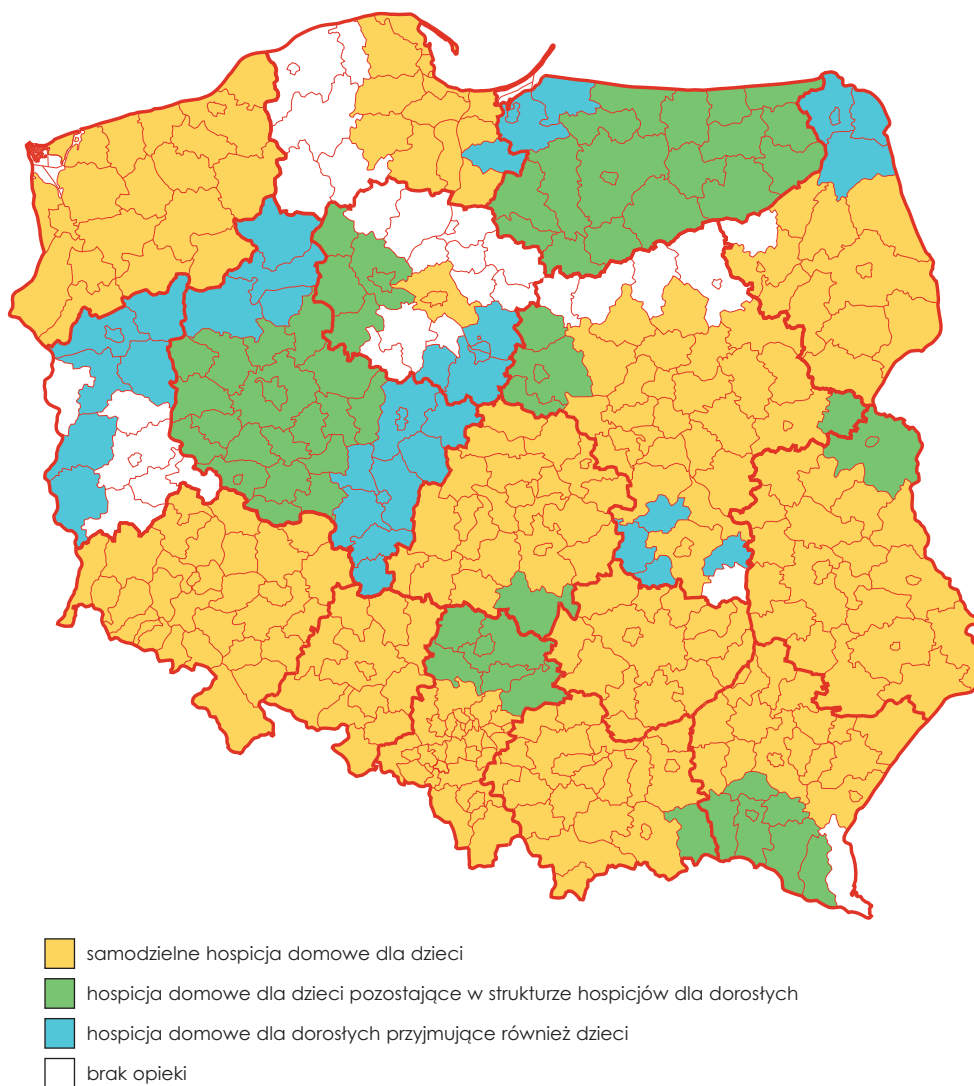 samodzielne hospicja domowe dla dzieci
hospicja domowe dla dzieci pozostające w strukturze hospicjów dla dorosłych
hospicja domowe dla dorosłych przyjmujące również dzieci
brak opieki